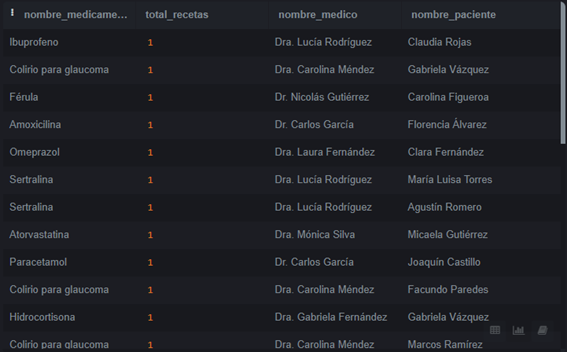 nombre_medicame... total_recetas nombre_medico nombre_paciente
Ibuprofeno 1 Dra. Lucía Rodríguez Claudia Rojas
Colirio para glaucoma 1 Dra. Carolina Méndez Gabriela Vázquez
Férula 1 Dr. Nicolás Gutiérrez Carolina Figueroa
Amoxicilina 1 Dr. Carlos García Florencia Álvarez
Omeprazol 1 Dra. Laura Fernández Clara Fernández
Sertralina 1 Dra. Lucía Rodríguez María Luisa Torres
Sertralina 1 Dra. Lucía Rodríguez Agustín Romero
Atorvastatina 1 Dra. Mónica Silva Micaela Gutiérrez
Paracetamol 1 Dr. Carlos García Joaquín Castillo
Colirio para glaucoma 1 Dra. Carolina Méndez Facundo Paredes
Hidrocortisona 1 Dra. Gabriela Fernández Gabriela Vázquez
Colirio para glaucoma 1 Dra. Carolina Méndez Marcos Ramírez